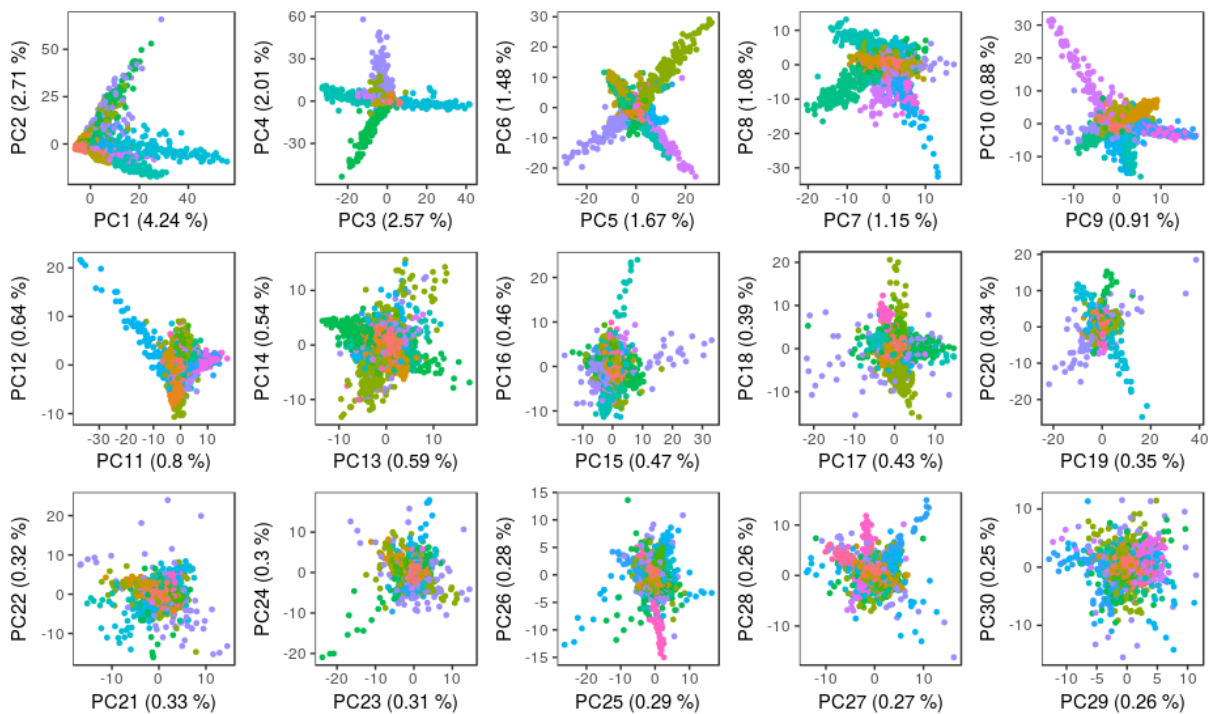 PC2 (2.71 %)
50
25
0
0 20 40
PC1 (4.24 %)
PC4 (2.01 %)
60
30
0
-30
-20 0 20 40
PC3 (2.57 %)
PC6 (1.48 %)
30
20
10
0
-10
-20
-20 0 20
PC5 (1.67 %)
PC8 (1.08 %)
10
0
-10
-20
-30
-20 -10 0 10
PC7 (1.15 %)
PC10 (0.88 %)
30
20
10
0
-10
-10 0 10
PC9 (0.91 %)
PC12 (0.64 %)
20
10
0
-10
-30 -20 -10 0 10
PC11 (0.8 %)
PC14 (0.54 %)
10
0
-10
-10 0 10
PC13 (0.59 %)
PC16 (0.46 %)
20
10
0
-10
-10 0 10 20 30
PC15 (0.47 %)
PC18 (0.39 %)
20
10
0
-10
-20 -10 0 10
PC17 (0.43 %)
PC20 (0.34 %)
20
10
0
-10
-20
-20 0 20 40
PC19 (0.35 %)
PC22 (0.32 %)
20
10
0
-10
-10 0 10
PC21 (0.33 %)
PC24 (0.3 %)
10
0
-10
-20
-20 -10 0 10
PC23 (0.31 %)
PC26 (0.28 %)
15
10
5
0
-5
-10
-15
-20 -10 0 10
PC25 (0.29 %)
PC28 (0.26 %)
10
0
-10
-10 0 10
PC27 (0.27 %)
PC30 (0.25 %)
10
0
-10
-10 -5 0 5 10
PC29 (0.26 %)